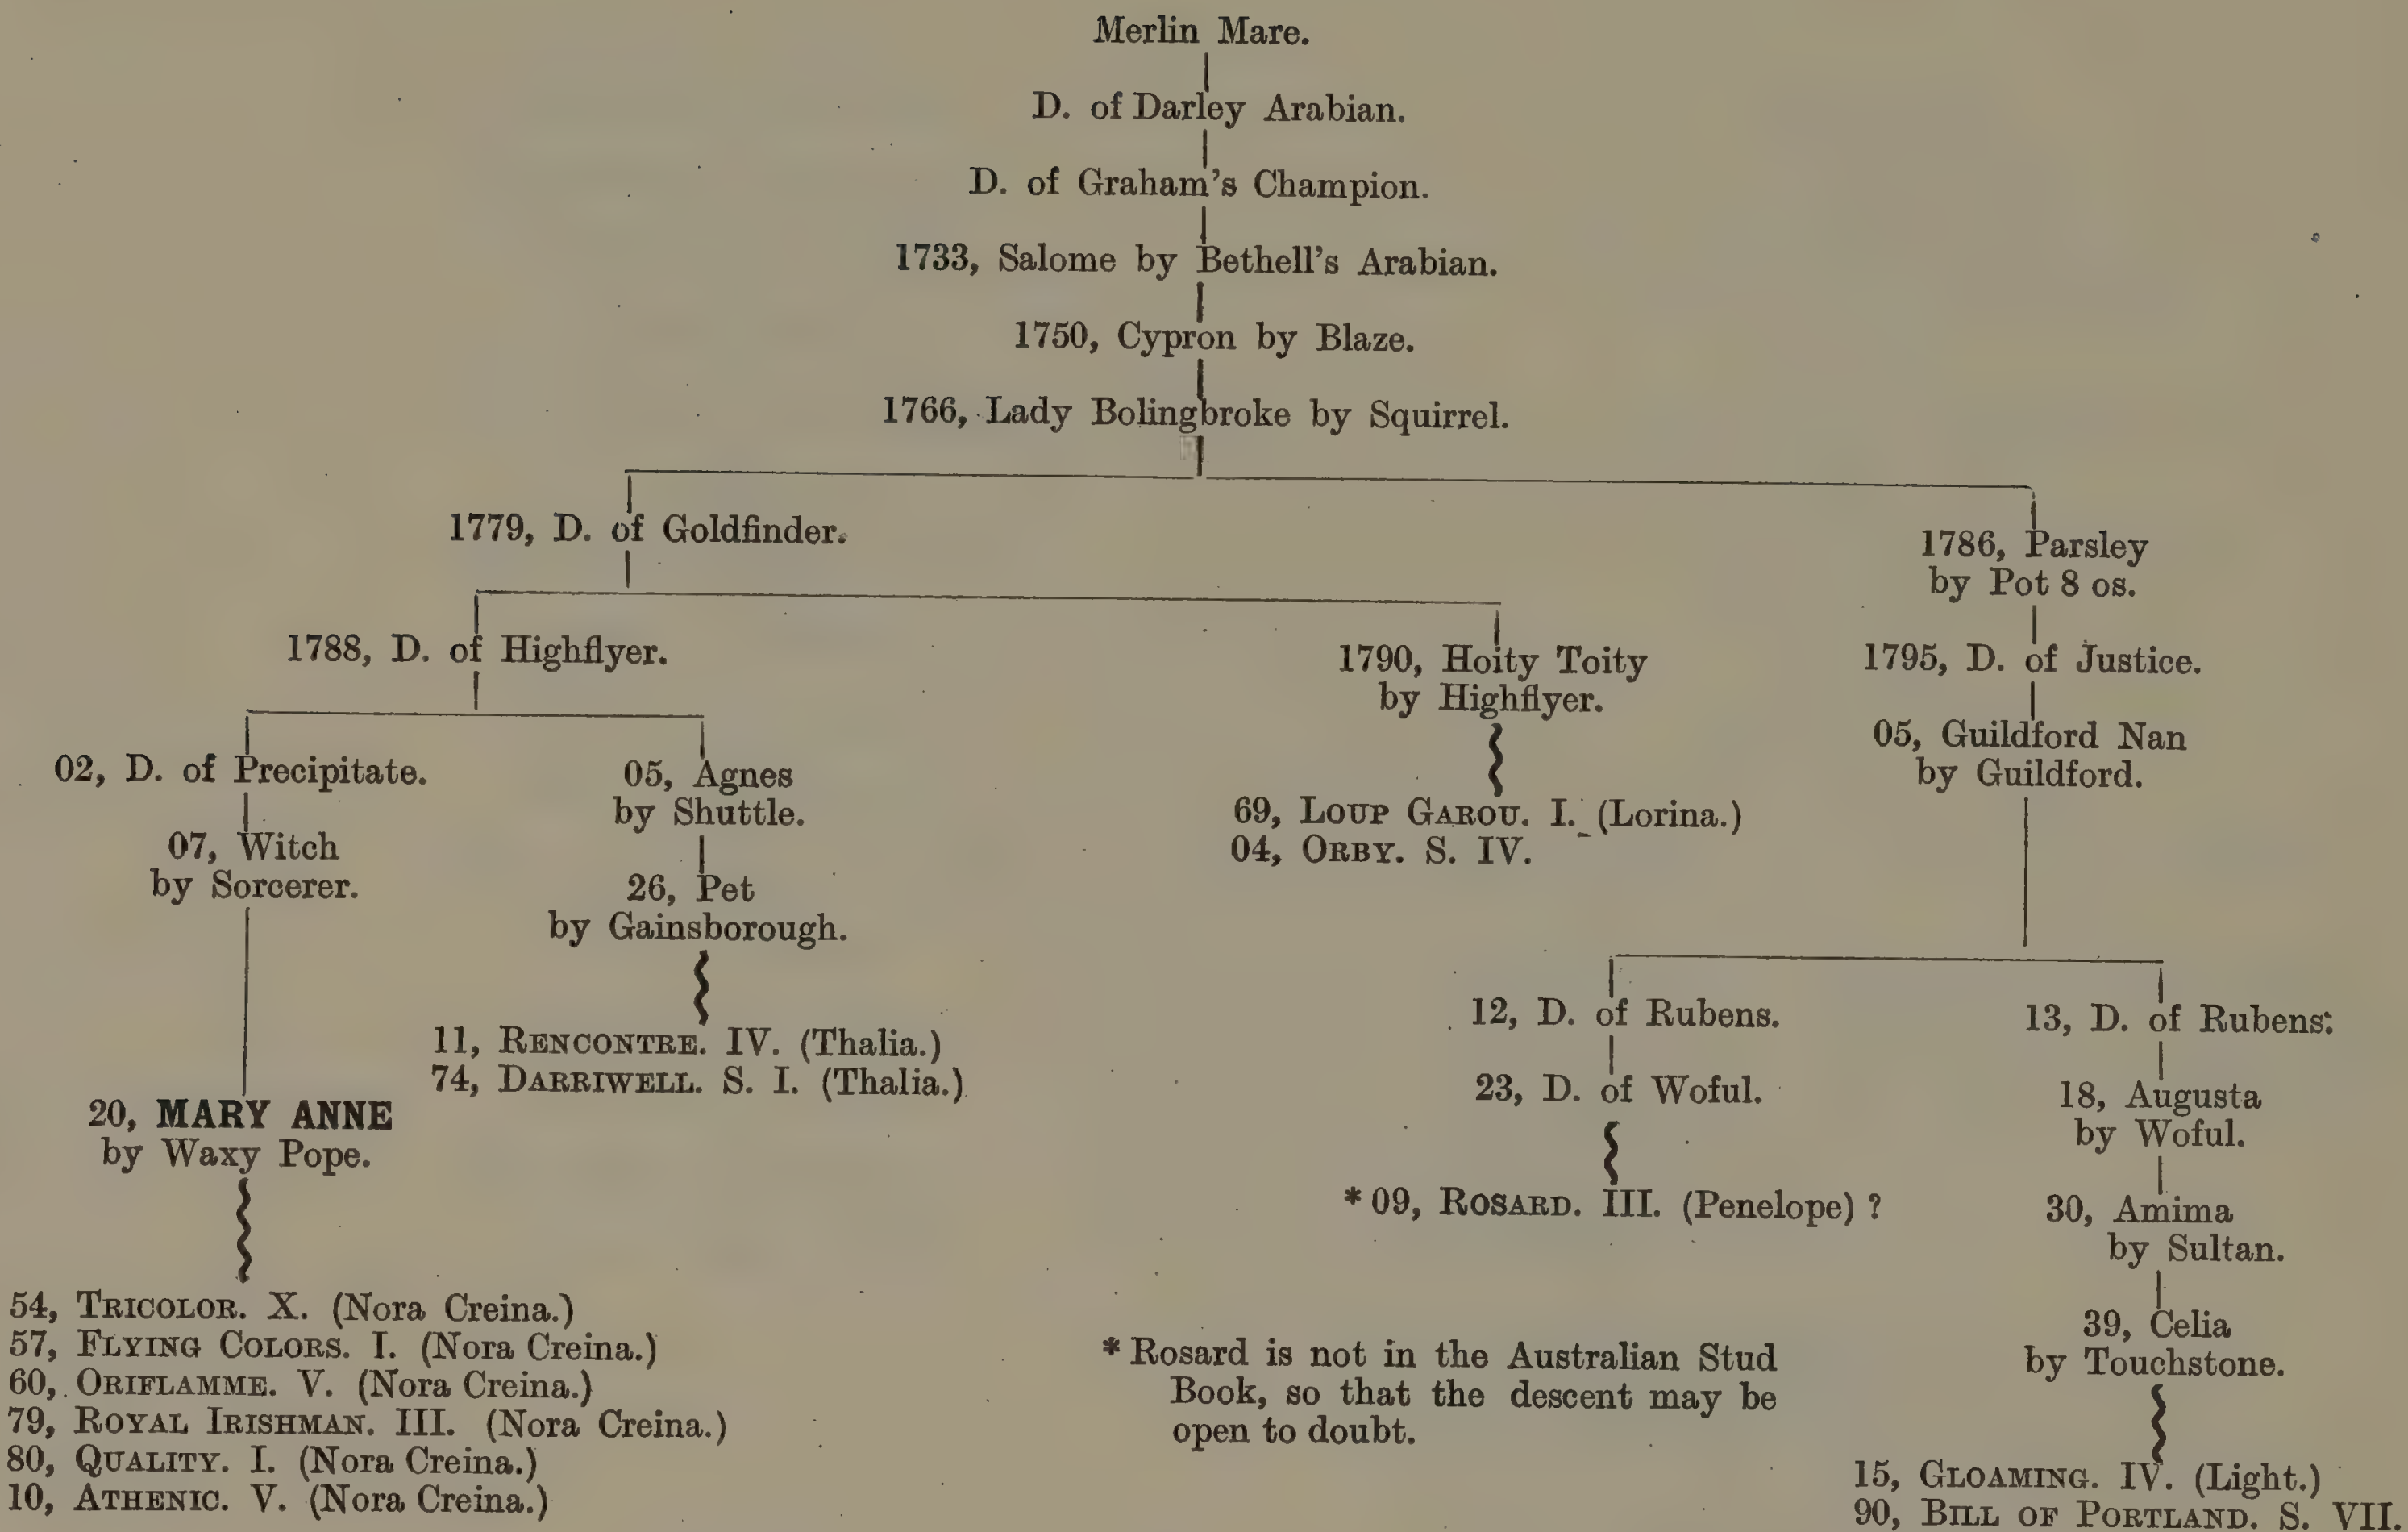 Merlin Mare.
D. of Darley Arabian.
D. of Graham's Champion.
1733, Salome by Bethell's Arabian.
1750, Cypron by Blaze.
1766, Lady Bolingbroke by Squirrel.
1779, D. of Goldfinder.
1786, Parsley
by Pot 8 os.
1788, D. of Highflyer.
1790, Hoity Toity
by Highflyer.
1795, D. of Justice.
02, D. of Precipitate.
05, Agnes
by Shuttle.
05, Guildford Nan
by Guildford.
07, Witch
by Sorcerer.
26, Pet
by Gainsborough.
69, LOUP GAROU. I. (Lorina.)
04, ORBY. S. IV.
11, RENCONTRE. IV. (Thalia.)
74, DARRIWELL. S. I. (Thalia.)
12, D. of Rubens.
13, D. of Rubens.
20, MARY ANNE
by Waxy Pope.
23, D. of Woful.
18, Augusta
by Woful.
* 09, ROSARD. III. (Penelope) ?
30, Amima
by Sultan.
54, TRICOLOR. X. (Nora Creina.)
57, FLYING COLORS. I. (Nora Creina.)
60, ORIFLAMME. V. (Nora Creina.)
79, ROYAL IRISHMAN. III. (Nora Creina.)
80, QUALITY. I. (Nora Creina.)
10, ATHENIC. V. (Nora Creina.)
* Rosard is not in the Australian Stud
Book, so that the descent may be
open to doubt.
39, Celia
by Touchstone.
15, GLOAMING. IV. (Light.)
90, BILL OF PORTLAND. S. VII.